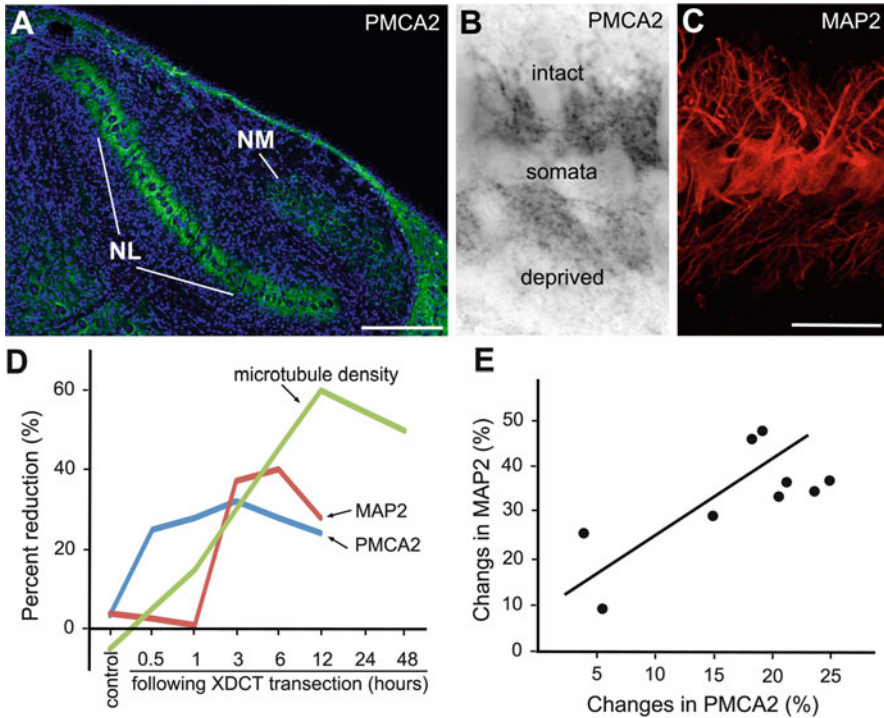 A
PMCA2
NM
NL
B
PMCA2
intact
somata
deprived
C
MAP2
D
Percent reduction (%)
60
40
20
0
microtubule density
MAP2
PMCA2
control
0.5 1 3 6 12 24 48
following XDCT transection (hours)
E
Changs in MAP2 (%)
50
40
30
20
10
0
5 10 15 20 25
Changes in PMCA2 (%)